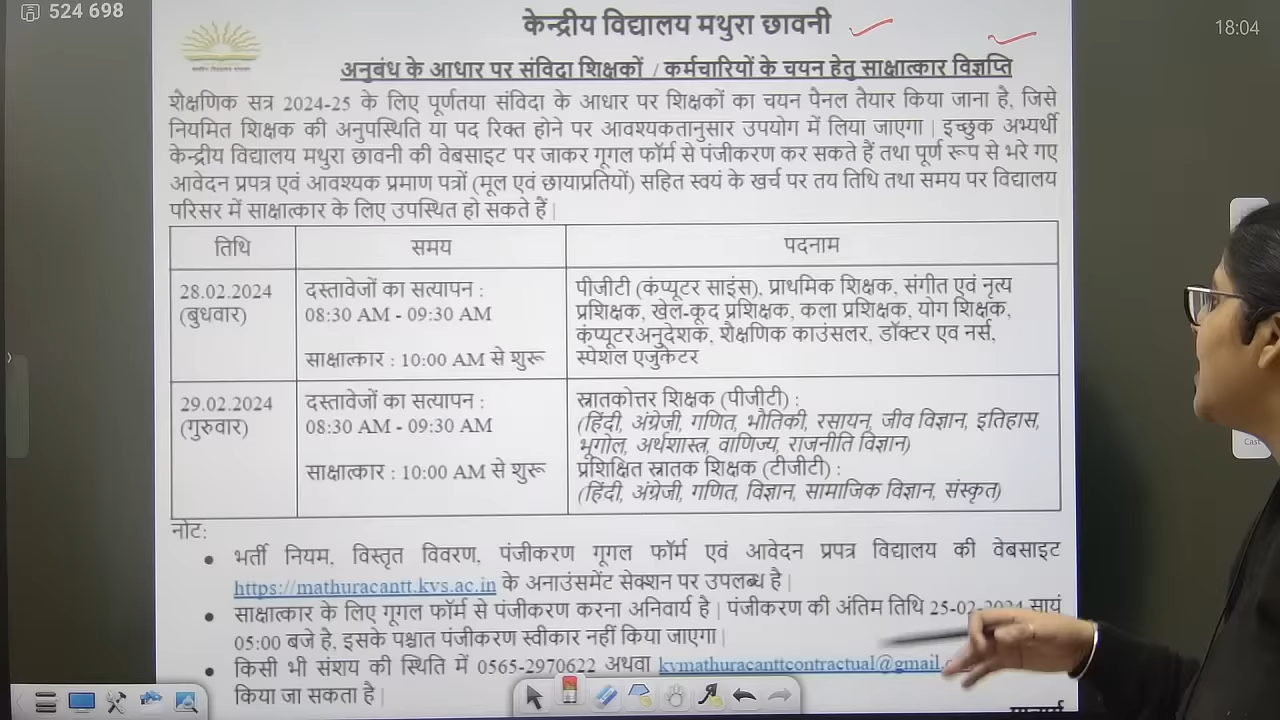 524 698
18:04
केन्द्रीय विद्यालय मथुरा छावनी
अनुबंध के आधार पर संविदा शिक्षकों / कर्मचारियों के चयन हेतु साक्षात्कार विज्ञप्ति
शैक्षणिक सत्र 2024-25 के लिए पूर्णतया संविदा के आधार पर शिक्षकों का चयन पैनल तैयार किया जाना है, जिसे
नियमित शिक्षक की अनुपस्थिति या पद रिक्त होने पर आवश्यकतानुसार उपयोग में लिया जाएगा | इच्छुक अभ्यर्थी
केन्द्रीय विद्यालय मथुरा छावनी की वेबसाइट पर जाकर गूगल फॉर्म से पंजीकरण कर सकते हैं तथा पूर्ण रूप से भरे गए
आवेदन प्रपत्र एवं आवश्यक प्रमाण पत्रों (मूल एवं छायाप्रतियों) सहित स्वयं के खर्च पर तय तिथि तथा समय पर विद्यालय
परिसर में साक्षात्कार के लिए उपस्थित हो सकते हैं |
तिथि समय पदनाम
28.02.2024
(बुधवार)
दस्तावेजों का सत्यापन :
08:30 AM - 09:30 AM
साक्षात्कार : 10:00 AM से शुरू
पीजीटी (कंप्यूटर साइंस), प्राथमिक शिक्षक, संगीत एवं नृत्य
प्रशिक्षक, खेल-कूद प्रशिक्षक, कला प्रशिक्षक, योग शिक्षक,
कंप्यूटरअनुदेशक, शैक्षणिक काउंसलर, डॉक्टर एव नर्स,
स्पेशल एजुकेटर
29.02.2024
(गुरुवार)
दस्तावेजों का सत्यापन :
08:30 AM - 09:30 AM
साक्षात्कार : 10:00 AM से शुरू
स्नातकोत्तर शिक्षक (पीजीटी) :
(हिंदी, अंग्रेजी, गणित, भौतिकी, रसायन, जीव विज्ञान, इतिहास,
भूगोल, अर्थशास्त्र, वाणिज्य, राजनीति विज्ञान)
प्रशिक्षित स्नातक शिक्षक (टीजीटी) :
(हिंदी, अंग्रेजी, गणित, विज्ञान, सामाजिक विज्ञान, संस्कृत)
नोट:
• भर्ती नियम, विस्तृत विवरण, पंजीकरण गूगल फॉर्म एवं आवेदन प्रपत्र विद्यालय की वेबसाइट
https://mathuracantt.kvs.ac.in के अनाउंसमेंट सेक्शन पर उपलब्ध है |
• साक्षात्कार के लिए गूगल फॉर्म से पंजीकरण करना अनिवार्य है | पंजीकरण की अंतिम तिथि 25-02-2024 सायं
05:00 बजे है, इसके पश्चात पंजीकरण स्वीकार नहीं किया जाएगा |
• किसी भी संशय की स्थिति में 0565-2970622 अथवा kvmathuracanttcontractual@gmail.
किया जा सकता है |
Cast